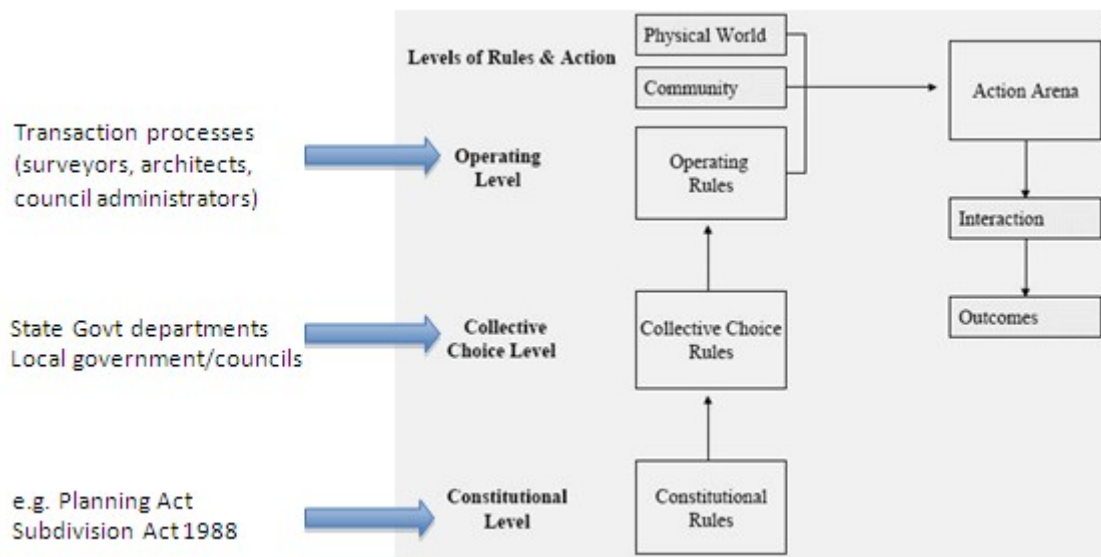 Levels of Rules & Action
Physical World
Community
Action Arena
Transaction processes
(surveyors, architects,
council administrators)
Operating
Level
Operating
Rules
Interaction
State Govt departments
Local government/councils
Collective
Choice Level
Collective Choice
Rules
Outcomes
e.g. Planning Act
Subdivision Act 1988
Constitutional
Level
Constitutional
Rules